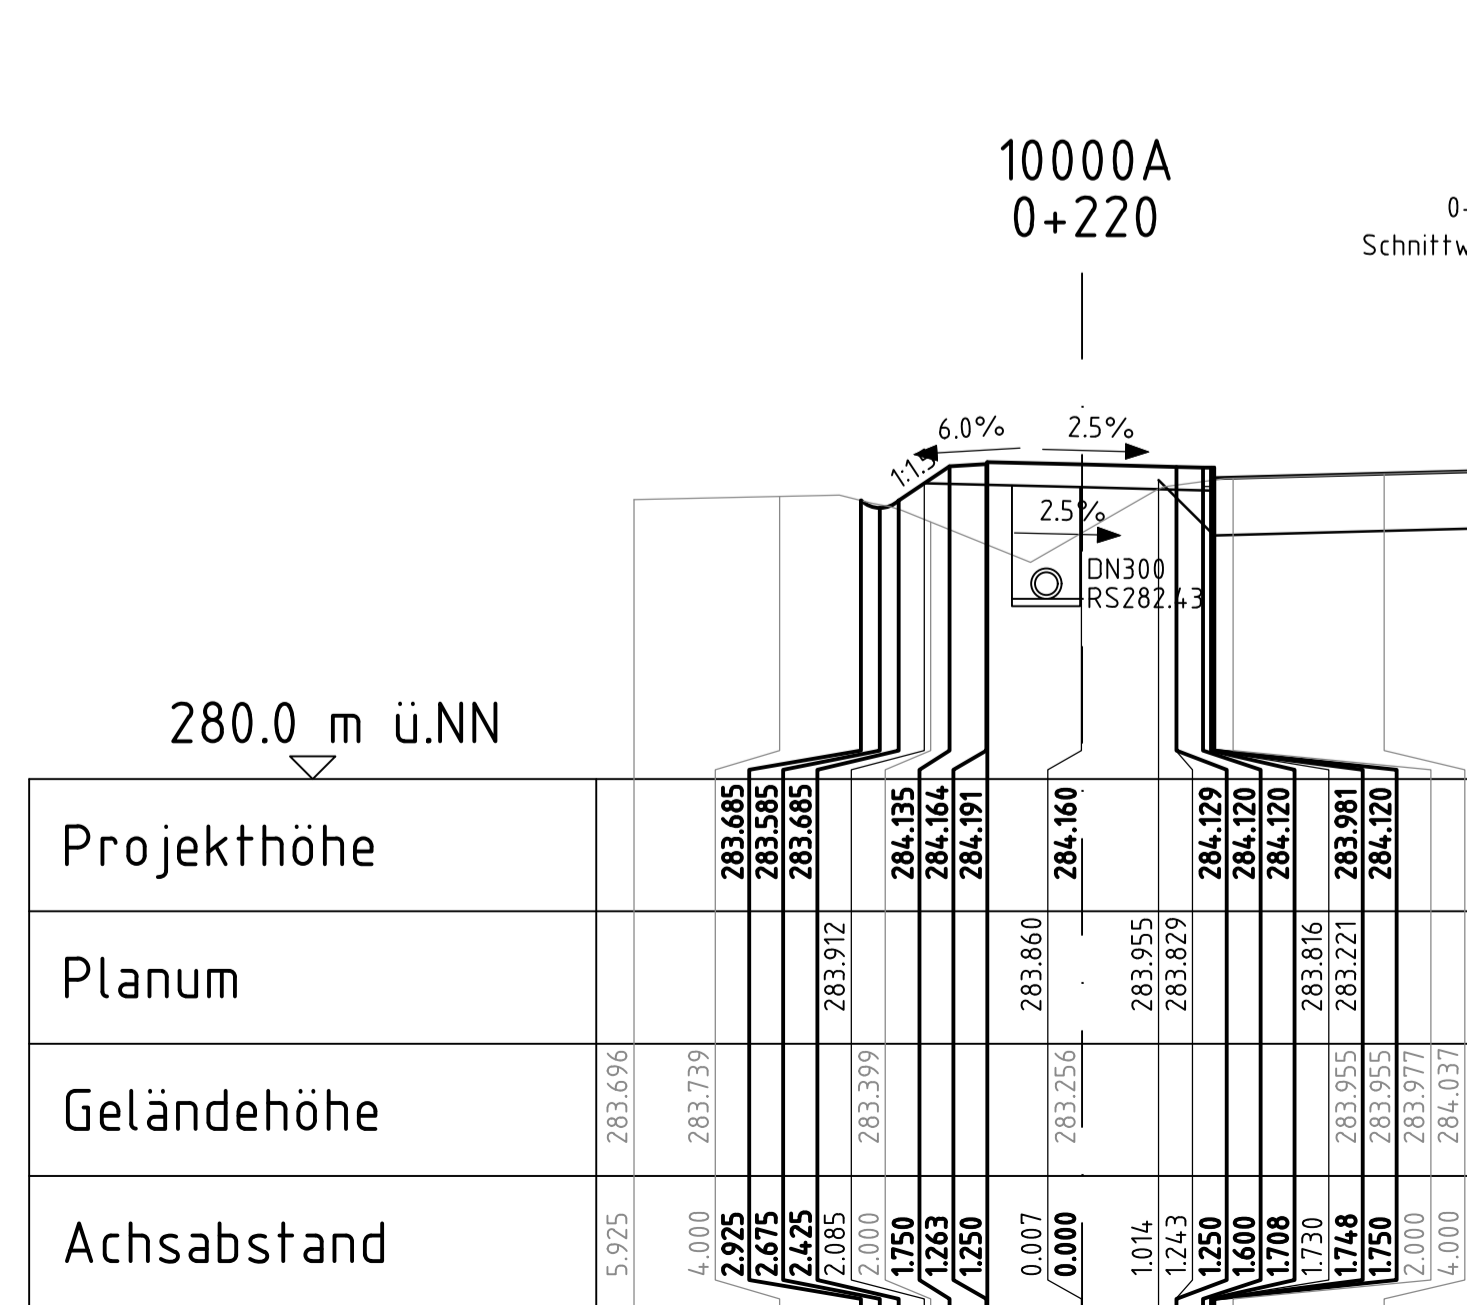 10000A
0+220
0-
Schnittw
6.0% 2.5%
1:1.5
2.5%
DN300
RS282.43
280.0 m ü.NN
Projekthöhe 283.685 283.585 283.685 284.135 284.164 284.191 284.160 284.129 284.120 284.120 283.981 284.120
Planum 283.912 283.860 283.955 283.829 283.816 283.221
Geländehöhe 283.696 283.739 283.399 283.256 283.955 283.955 283.977 284.037
Achsabstand 5.925 4.000 2.925 2.675 2.425 2.085 2.000 1.750 1.263 1.250 0.007 0.000 1.014 1.243 1.250 1.600 1.708 1.730 1.748 1.750 2.000 4.000